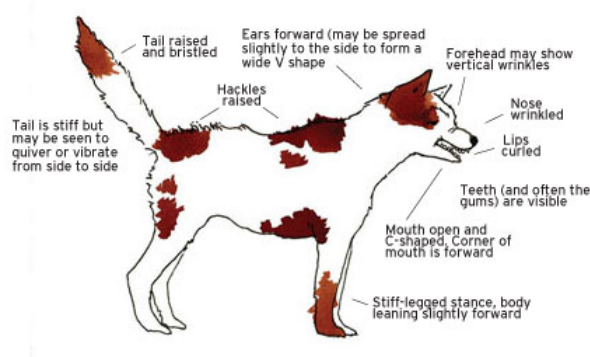 Tail raised
and bristled
Ears forward (may be spread
slightly to the side to form a
wide V shape
Forehead may show
vertical wrinkles
Hackles
raised
Nose
wrinkled
Tail is stiff but
may be seen to
quiver or vibrate
from side to side
Lips
curled
Teeth (and often the
gums) are visible
Mouth open and
C-shaped. Corner of
mouth is forward
Stiff-legged stance, body
leaning slightly forward